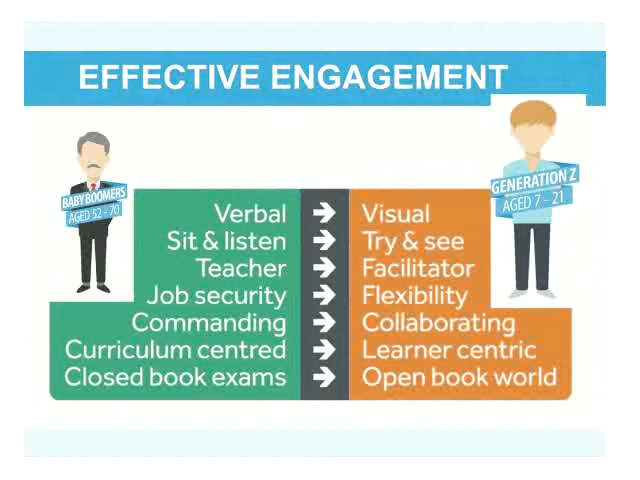 EFFECTIVE ENGAGEMENT
BABY BOOMERS
AGED 52 - 70
GENERATION Z
AGED 7 - 21
Verbal → Visual
Sit & listen → Try & see
Teacher → Facilitator
Job security → Flexibility
Commanding → Collaborating
Curriculum centred → Learner centric
Closed book exams → Open book world